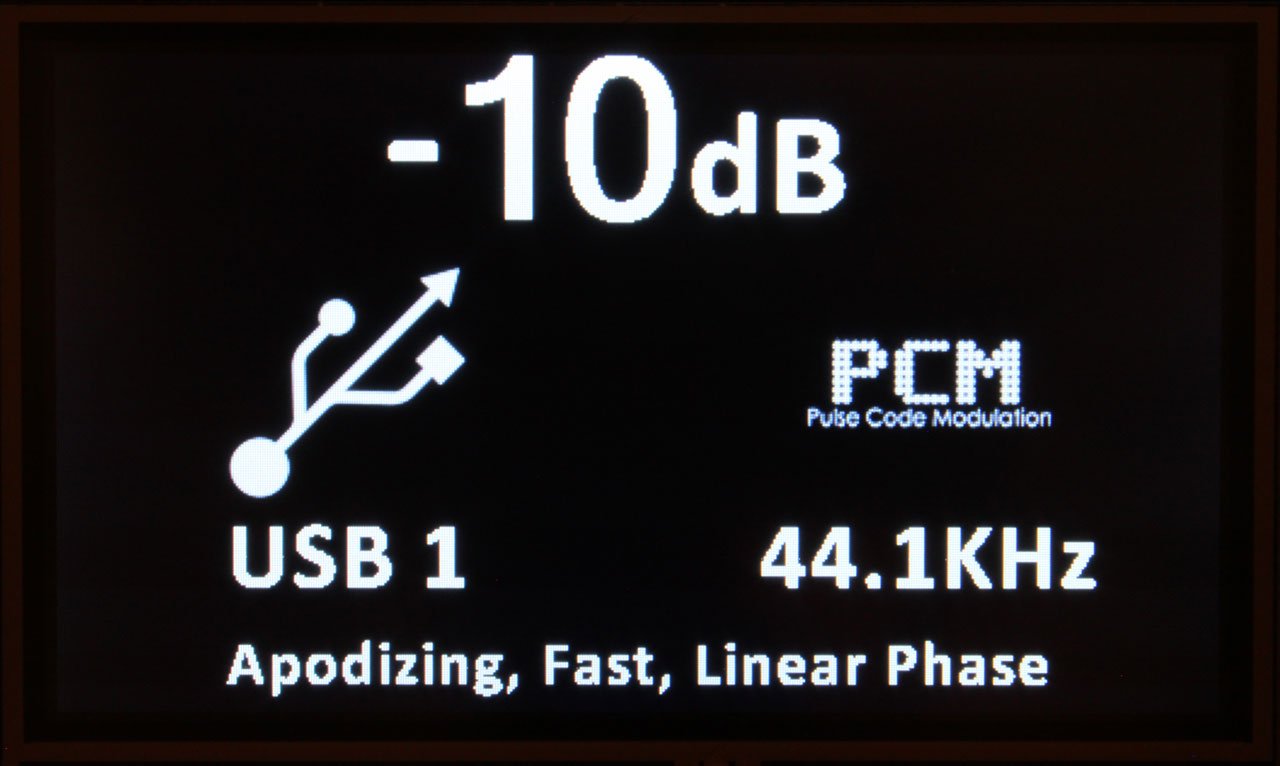 -10dB
PCM
Pulse Code Modulation
USB 1
44.1KHz
Apodizing, Fast, Linear Phase